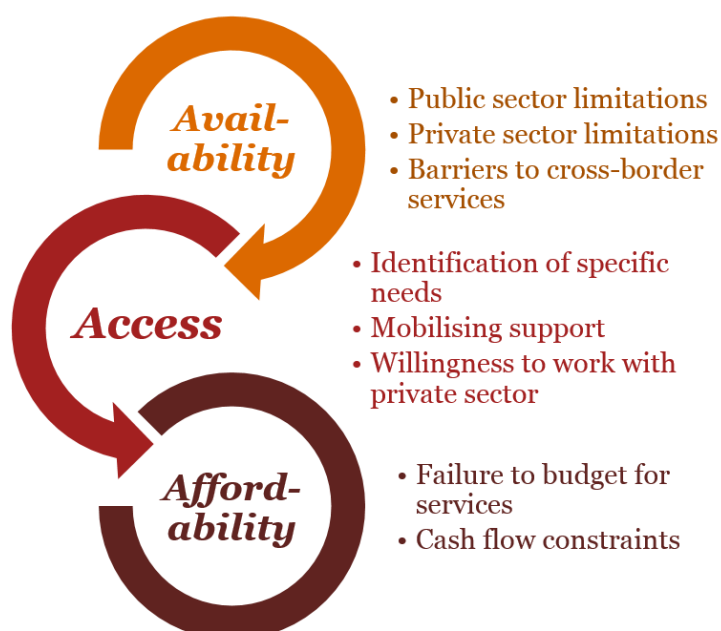 Avail-
ability
• Public sector limitations
• Private sector limitations
• Barriers to cross-border
services
Access
• Identification of specific
needs
• Mobilising support
• Willingness to work with
private sector
Afford-
ability
• Failure to budget for
services
• Cash flow constraints